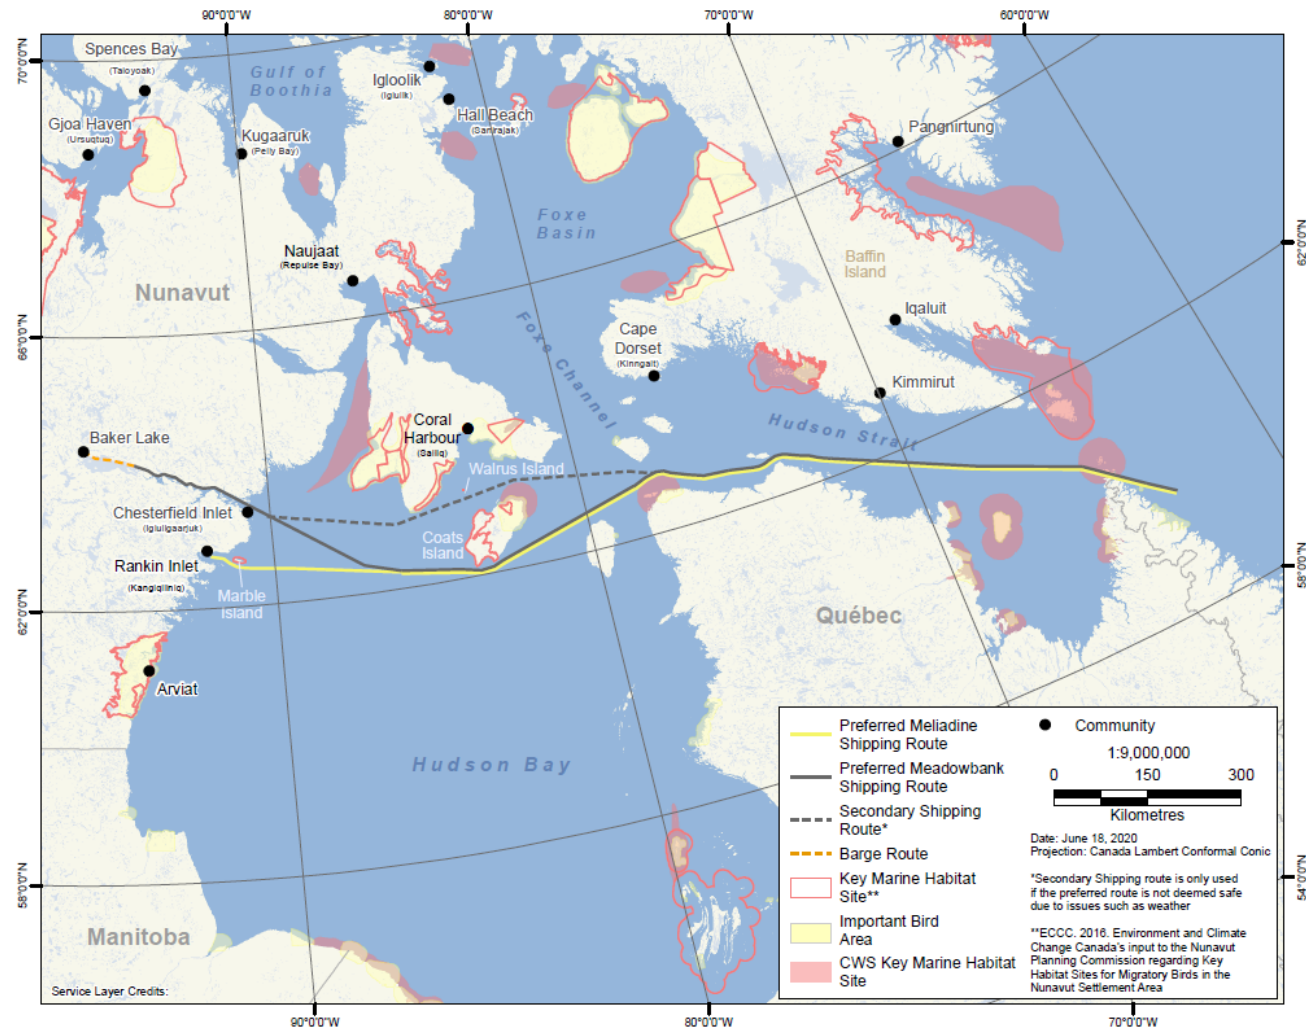 90°0'0"W
80°0'0"W
70°0'0"W
60°0'0"W
70°0'0"N
66°0'0"N
62°0'0"N
58°0'0"N
62°0'0"N
58°0'0"N
54°0'0"N
Spences Bay
(Taloyoak)
Gulf of
Boothia
Igloolik
(Iglulik)
Hall Beach
(Sanirajak)
Gjoa Haven
(Ursuqtuq)
Kugaaruk
(Pelly Bay)
Pangnirtung
Foxe
Basin
Naujaat
(Repulse Bay)
Nunavut
Baffin
Island
Iqaluit
Foxe Channel
Cape
Dorset
(Kinngait)
Kimmirut
Coral
Harbour
(Salliq)
Hudson Strait
Baker Lake
Walrus Island
Chesterfield Inlet
(Igluligaarjuk)
Coats
Island
Rankin Inlet
(Kangiqliniq)
Marble
Island
Québec
Arviat
Hudson Bay
Manitoba
Service Layer Credits:
Preferred Meliadine
Shipping Route
Preferred Meadowbank
Shipping Route
Secondary Shipping
Route*
Barge Route
Key Marine Habitat
Site**
Important Bird
Area
CWS Key Marine Habitat
Site
Community
1:9,000,000
0 150 300
Kilometres
Date: June 18, 2020
Projection: Canada Lambert Conformal Conic
*Secondary Shipping route is only used
if the preferred route is not deemed safe
due to issues such as weather
**ECCC. 2016. Environment and Climate
Change Canada's input to the Nunavut
Planning Commission regarding Key
Habitat Sites for Migratory Birds in the
Nunavut Settlement Area
90°0'0"W
80°0'0"W
70°0'0"W